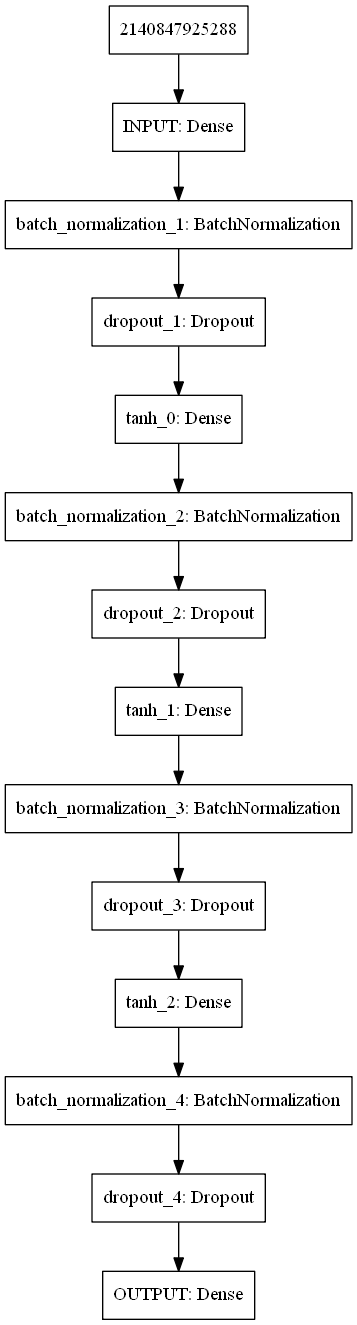 2140847925288
INPUT: Dense
batch_normalization_1: BatchNormalization
dropout_1: Dropout
tanh_0: Dense
batch_normalization_2: BatchNormalization
dropout_2: Dropout
tanh_1: Dense
batch_normalization_3: BatchNormalization
dropout_3: Dropout
tanh_2: Dense
batch_normalization_4: BatchNormalization
dropout_4: Dropout
OUTPUT: Dense